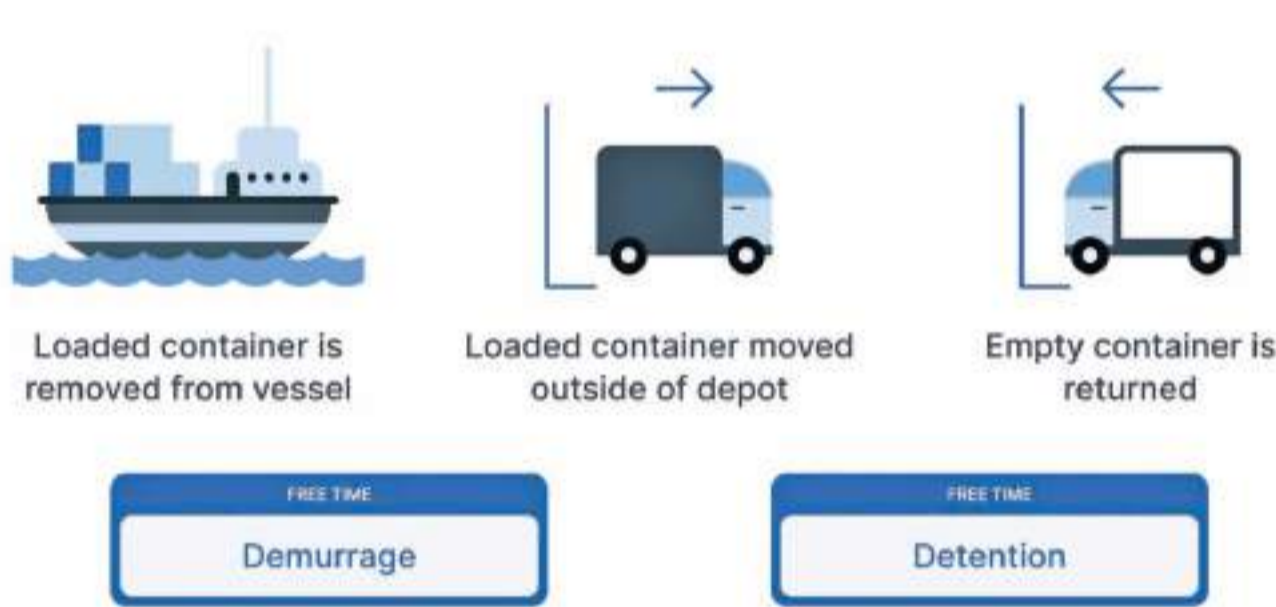 Loaded container is
removed from vessel
Loaded container moved
outside of depot
Empty container is
returned
FREE TIME
Demurrage
FREE TIME
Detention